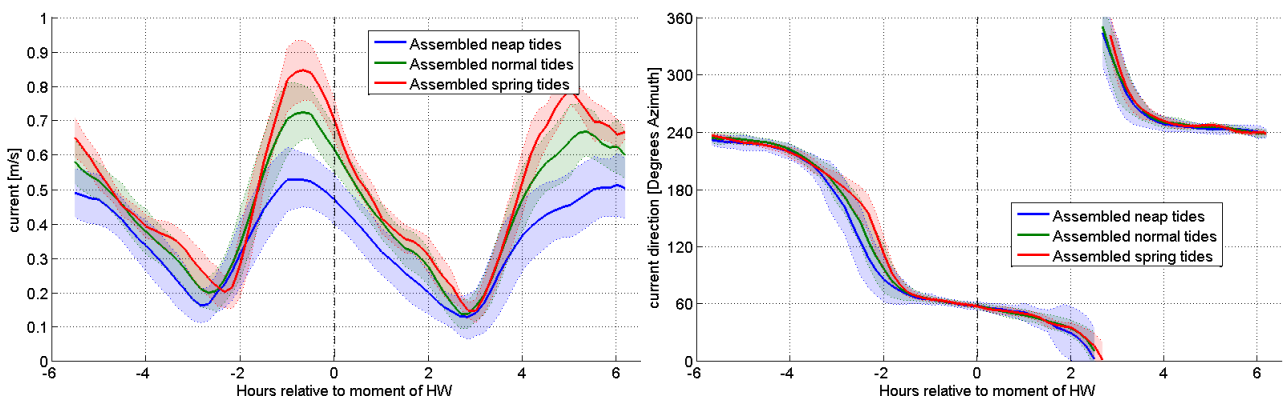 1
0.9
0.8
0.7
0.6
0.5
0.4
0.3
0.2
0.1
0
current [m/s]
-6 -4 -2 0 2 4 6
Hours relative to moment of HW
Assembled neap tides
Assembled normal tides
Assembled spring tides
360
300
240
180
120
60
0
current direction [Degrees Azimuth]
-6 -4 -2 0 2 4 6
Hours relative to moment of HW
Assembled neap tides
Assembled normal tides
Assembled spring tides